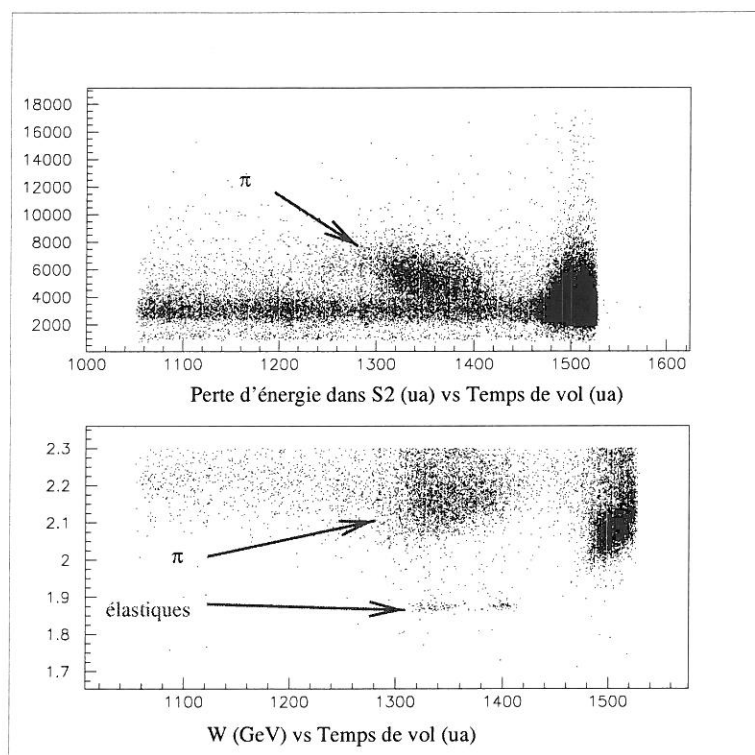 18000
16000
14000
12000
10000
8000
6000
4000
2000
π
1000 1100 1200 1300 1400 1500 1600
Perte d'énergie dans S2 (ua) vs Temps de vol (ua)
2.3
2.2
2.1
2
1.9
1.8
1.7
π
élastiques
1100 1200 1300 1400 1500
W (GeV) vs Temps de vol (ua)